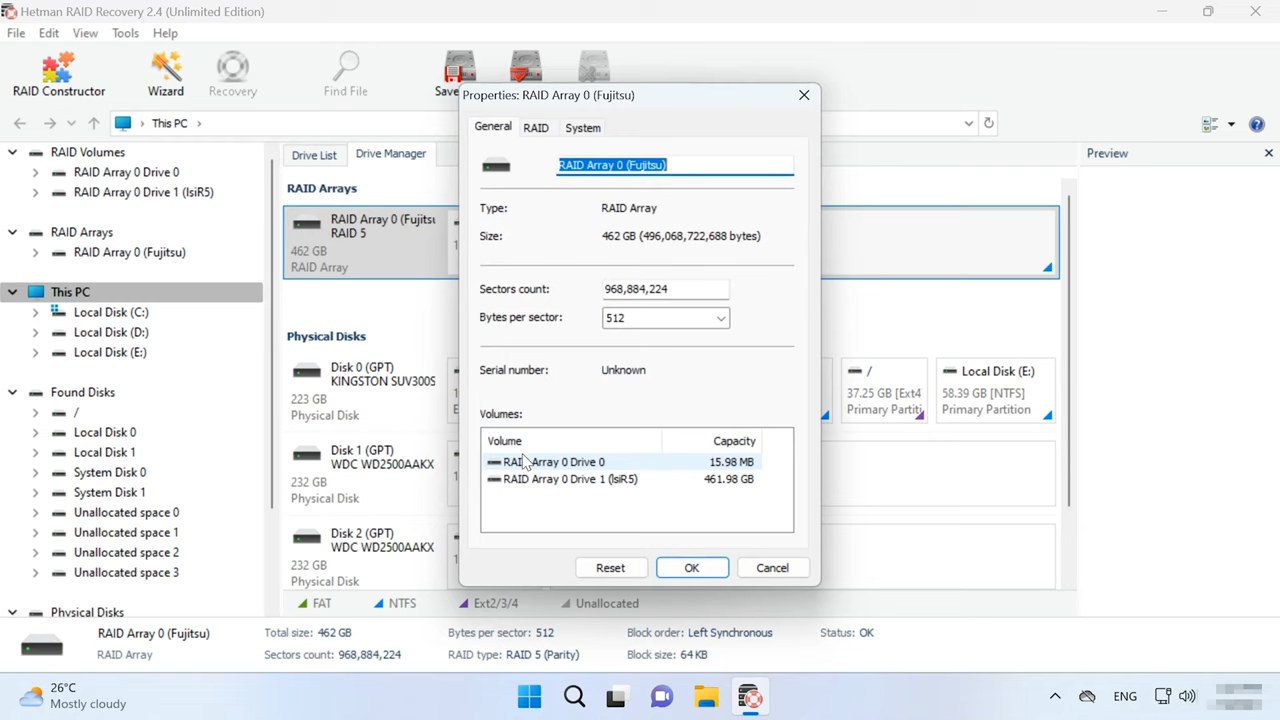 Hetman RAID Recovery 2.4 (Unlimited Edition)
File Edit View Tools Help
RAID Constructor
Wizard
Recovery
Find File
Save
This PC
RAID Volumes
RAID Array 0 Drive 0
RAID Array 0 Drive 1 (lsiR5)
RAID Arrays
RAID Array 0 (Fujitsu)
This PC
Local Disk (C:)
Local Disk (D:)
Local Disk (E:)
Found Disks
/
Local Disk 0
Local Disk 1
System Disk 0
System Disk 1
Unallocated space 0
Unallocated space 1
Unallocated space 2
Unallocated space 3
Physical Disks
Drive List
Drive Manager
RAID Arrays
RAID Array 0 (Fujitsu
RAID 5
462 GB
RAID Array
Physical Disks
Disk 0 (GPT)
KINGSTON SUV300S
223 GB
Physical Disk
/
37.25 GB [Ext4
Primary Partiti
Local Disk (E:)
58.39 GB [NTFS]
Primary Partition
Disk 1 (GPT)
WDC WD2500AAKX
232 GB
Physical Disk
Disk 2 (GPT)
WDC WD2500AAKX
232 GB
Physical Disk
FAT NTFS Ext2/3/4 Unallocated
Preview
Properties: RAID Array 0 (Fujitsu)
General RAID System
RAID Array 0 (Fujitsu)
Type: RAID Array
Size: 462 GB (496,068,722,688 bytes)
Sectors count: 968,884,224
Bytes per sector: 512
Serial number: Unknown
Volumes:
Volume Capacity
RAID Array 0 Drive 0 15.98 MB
RAID Array 0 Drive 1 (lsiR5) 461.98 GB
Reset OK Cancel
RAID Array 0 (Fujitsu)
RAID Array
Total size: 462 GB
Sectors count: 968,884,224
Bytes per sector: 512
RAID type: RAID 5 (Parity)
Block order: Left Synchronous
Block size: 64 KB
Status: OK
26°C
Mostly cloudy
ENG